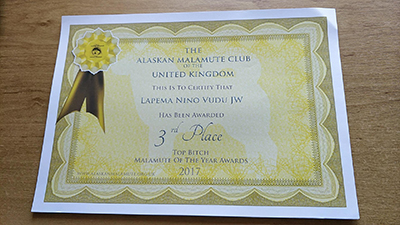 THE
ALASKAN MALAMUTE CLUB
OF THE
UNITED KINGDOM
THIS IS TO CERTIFY THAT
LAPEMA NINO VUDU JW
HAS BEEN AWARDED
3rd PLACE
TOP BITCH
MALAMUTE OF THE YEAR AWARDS
2017